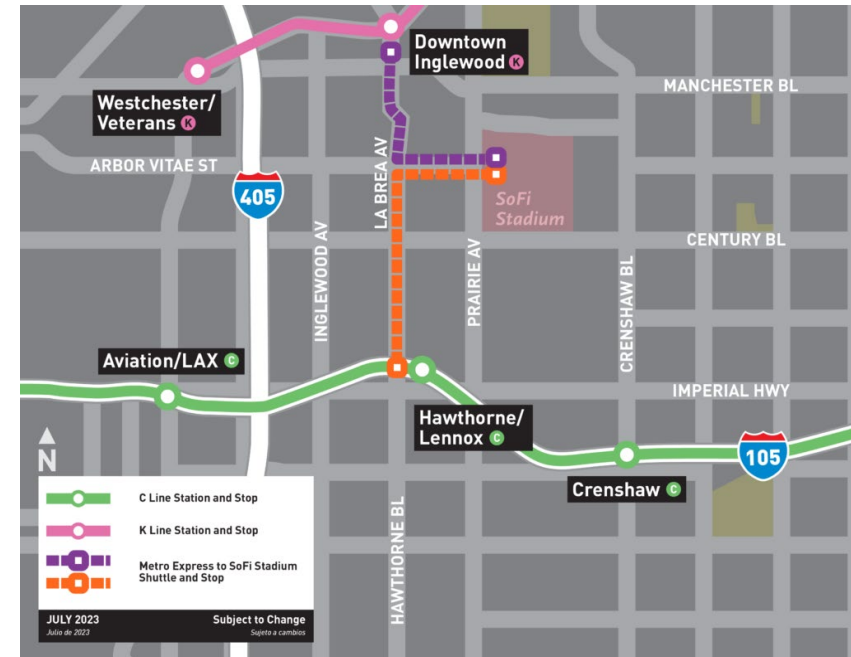 Downtown
Inglewood K
Westchester/
Veterans K
MANCHESTER BL
ARBOR VITAE ST
405
LA BREA AV
SoFi
Stadium
INGLEWOOD AV
PRAIRIE AV
CENTURY BL
CRENSHAW BL
Aviation/LAX C
IMPERIAL HWY
Hawthorne/
Lennox C
N
105
Crenshaw C
HAWTHORNE BL
C Line Station and Stop
K Line Station and Stop
Metro Express to SoFi Stadium
Shuttle and Stop
JULY 2023
Julio de 2023
Subject to Change
Sujeto a cambios